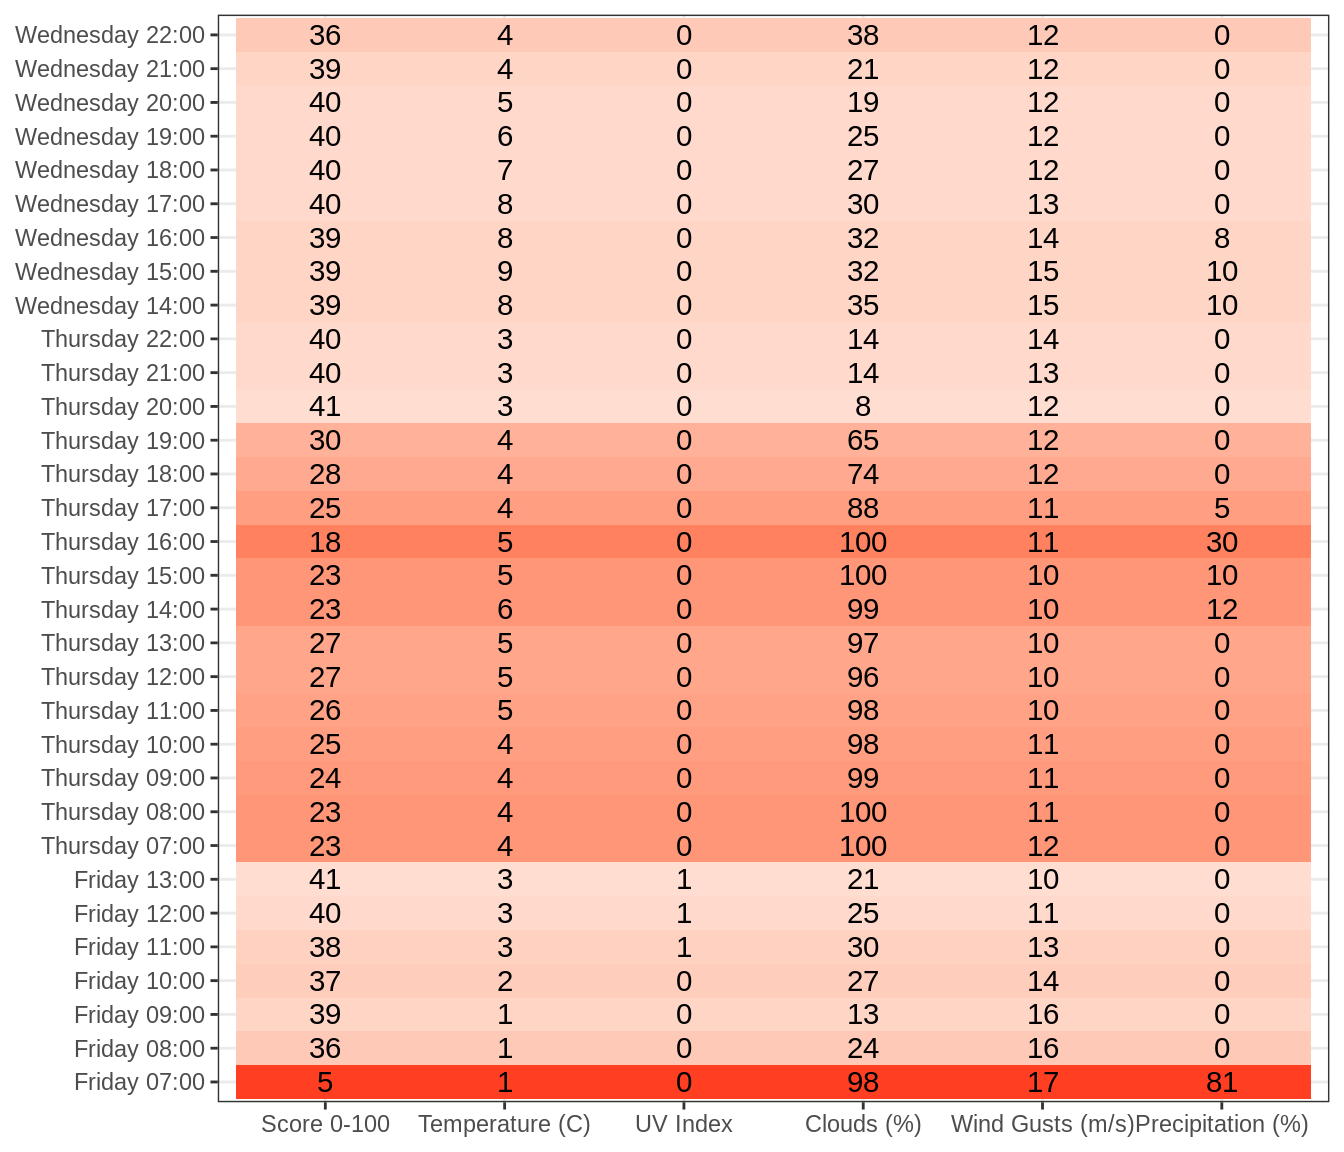 Wednesday 22:00 36 4 0 38 12 0
Wednesday 21:00 39 4 0 21 12 0
Wednesday 20:00 40 5 0 19 12 0
Wednesday 19:00 40 6 0 25 12 0
Wednesday 18:00 40 7 0 27 12 0
Wednesday 17:00 40 8 0 30 13 0
Wednesday 16:00 39 8 0 32 14 8
Wednesday 15:00 39 9 0 32 15 10
Wednesday 14:00 39 8 0 35 15 10
Thursday 22:00 40 3 0 14 14 0
Thursday 21:00 40 3 0 14 13 0
Thursday 20:00 41 3 0 8 12 0
Thursday 19:00 30 4 0 65 12 0
Thursday 18:00 28 4 0 74 12 0
Thursday 17:00 25 4 0 88 11 5
Thursday 16:00 18 5 0 100 11 30
Thursday 15:00 23 5 0 100 10 10
Thursday 14:00 23 6 0 99 10 12
Thursday 13:00 27 5 0 97 10 0
Thursday 12:00 27 5 0 96 10 0
Thursday 11:00 26 5 0 98 10 0
Thursday 10:00 25 4 0 98 11 0
Thursday 09:00 24 4 0 99 11 0
Thursday 08:00 23 4 0 100 11 0
Thursday 07:00 23 4 0 100 12 0
Friday 13:00 41 3 1 21 10 0
Friday 12:00 40 3 1 25 11 0
Friday 11:00 38 3 1 30 13 0
Friday 10:00 37 2 0 27 14 0
Friday 09:00 39 1 0 13 16 0
Friday 08:00 36 1 0 24 16 0
Friday 07:00 5 1 0 98 17 81
Score 0-100 Temperature (C) UV Index Clouds (%) Wind Gusts (m/s) Precipitation (%)